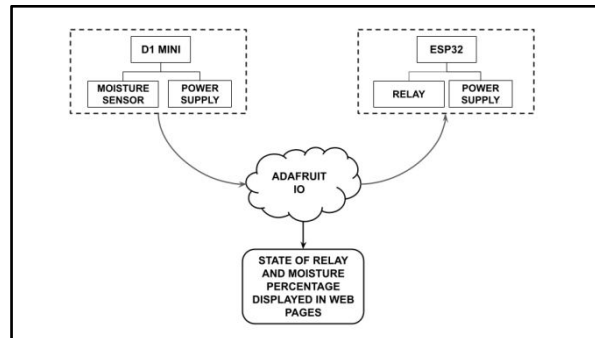 D1 MINI
MOISTURE
SENSOR
POWER
SUPPLY
ESP32
RELAY
POWER
SUPPLY
ADAFRUIT
IO
STATE OF RELAY
AND MOISTURE
PERCENTAGE
DISPLAYED IN WEB
PAGES